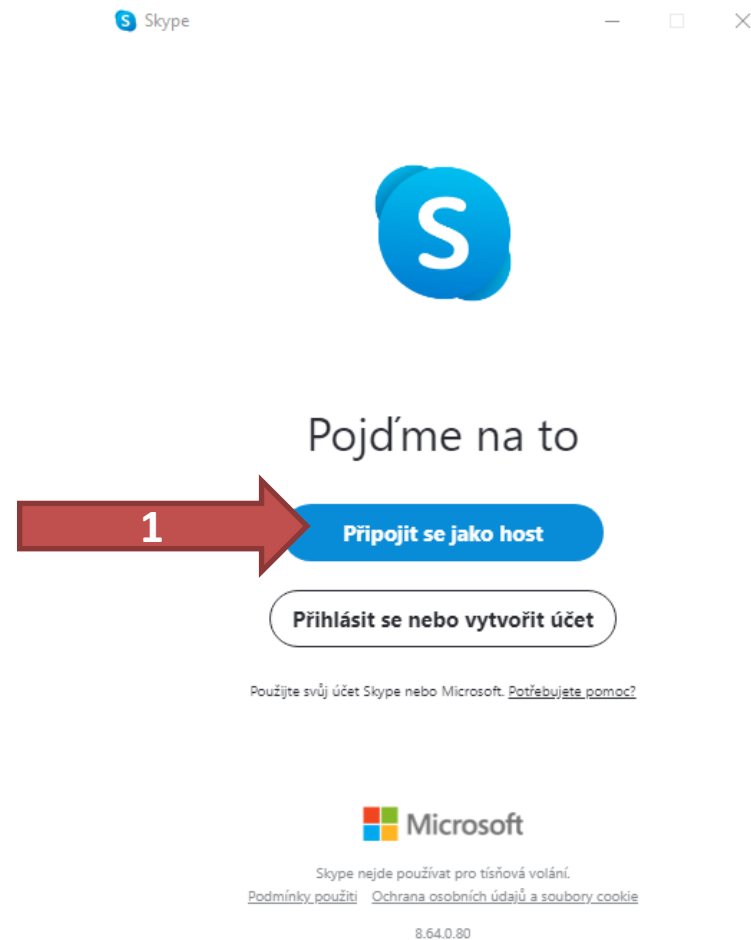 Skype
S
Pojďme na to
1
Připojit se jako host
Přihlásit se nebo vytvořit účet
Použijte svůj účet Skype nebo Microsoft. Potřebujete pomoc?
Microsoft
Skype nejde používat pro tísňová volání.
Podmínky použití Ochrana osobních údajů a soubory cookie
8.64.0.80